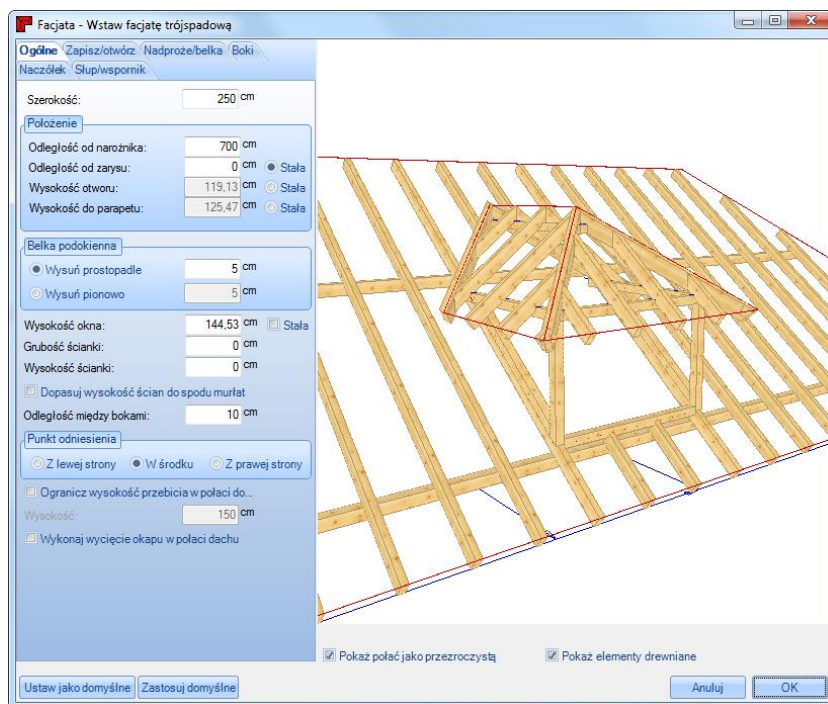 Facjata - Wstaw facjatę trójspadową
Ogólne Zapisz/otwórz Nadproże/belka Boki
Naczółek Słup/wspornik
Szerokość: 250 cm
Położenie
Odległość od narożnika: 700 cm
Odległość od zarysu: 0 cm Stała
Wysokość otworu: 119,13 cm Stała
Wysokość do parapetu: 125,47 cm Stała
Belka podokienna
Wysuń prostopadle 5 cm
Wysuń pionowo 5 cm
Wysokość okna: 144,53 cm Stała
Grubość ścianki: 0 cm
Wysokość ścianki: 0 cm
Dopasuj wysokość ścian do spodu murłat
Odległość między bokami: 10 cm
Punkt odniesienia
Z lewej strony W środku Z prawej strony
Ogranicz wysokość przebicia w połaci do...
Wysokość: 150 cm
Wykonaj wycięcie okapu w połaci dachu
Pokaż połać jako przezroczystą Pokaż elementy drewniane
Ustaw jako domyślne Zastosuj domyślne Anuluj OK